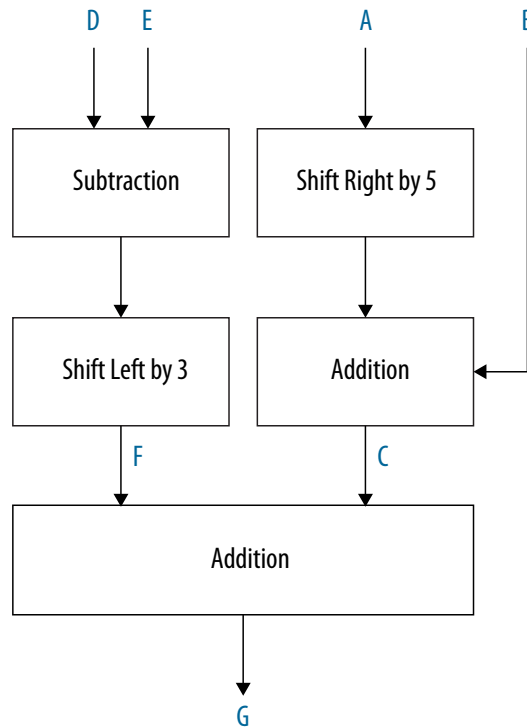 D E A B
Subtraction Shift Right by 5
Shift Left by 3 Addition
F C
Addition
G